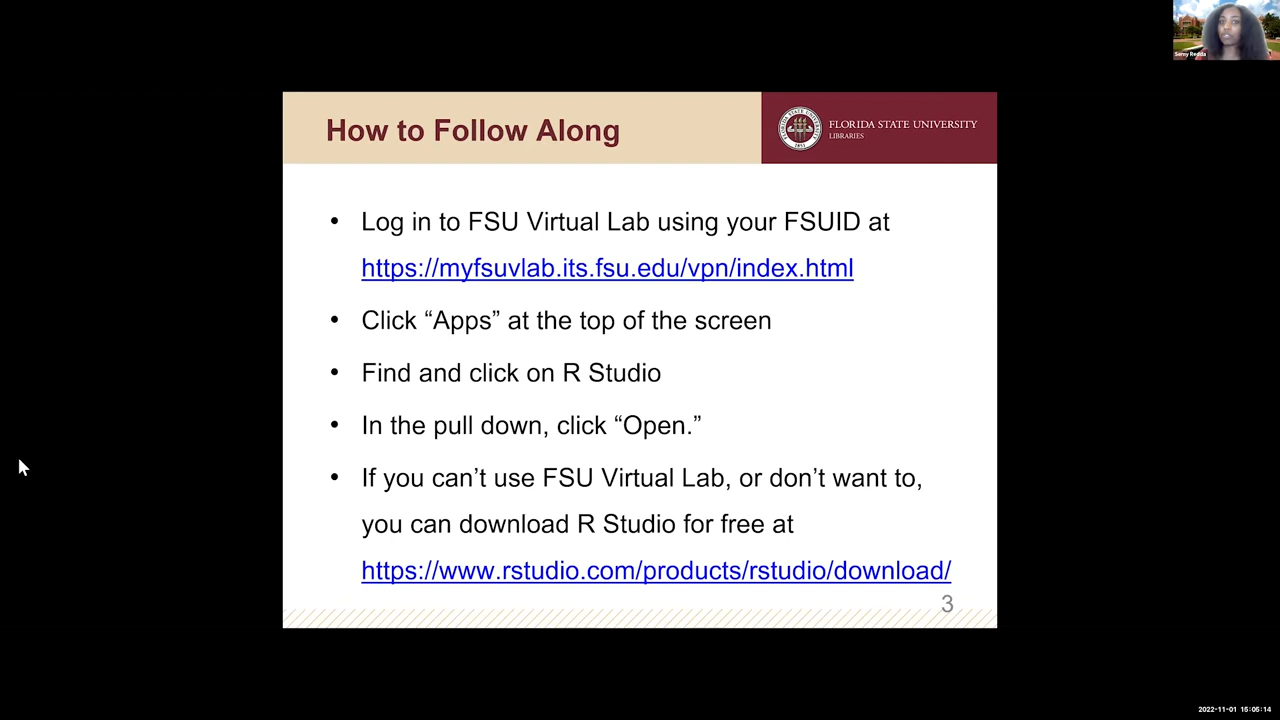 Samy Redda
How to Follow Along
FLORIDA STATE UNIVERSITY
LIBRARIES
• Log in to FSU Virtual Lab using your FSUID at
https://myfsuvlab.its.fsu.edu/vpn/index.html
• Click “Apps” at the top of the screen
• Find and click on R Studio
• In the pull down, click “Open.”
• If you can’t use FSU Virtual Lab, or don’t want to,
you can download R Studio for free at
https://www.rstudio.com/products/rstudio/download/
3
2022-11-01 15:05:14